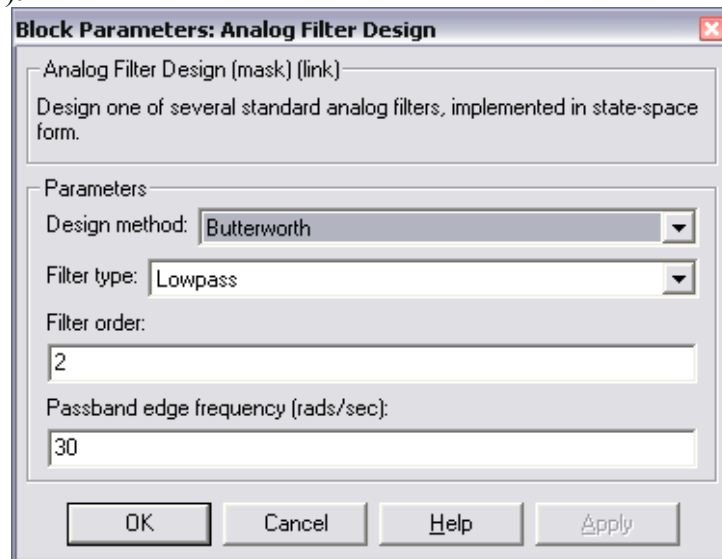 ).
Block Parameters: Analog Filter Design
Analog Filter Design (mask) (link)
Design one of several standard analog filters, implemented in state-space
form.
Parameters
Design method: Butterworth
Filter type: Lowpass
Filter order:
2
Passband edge frequency (rads/sec):
30
OK Cancel Help Apply